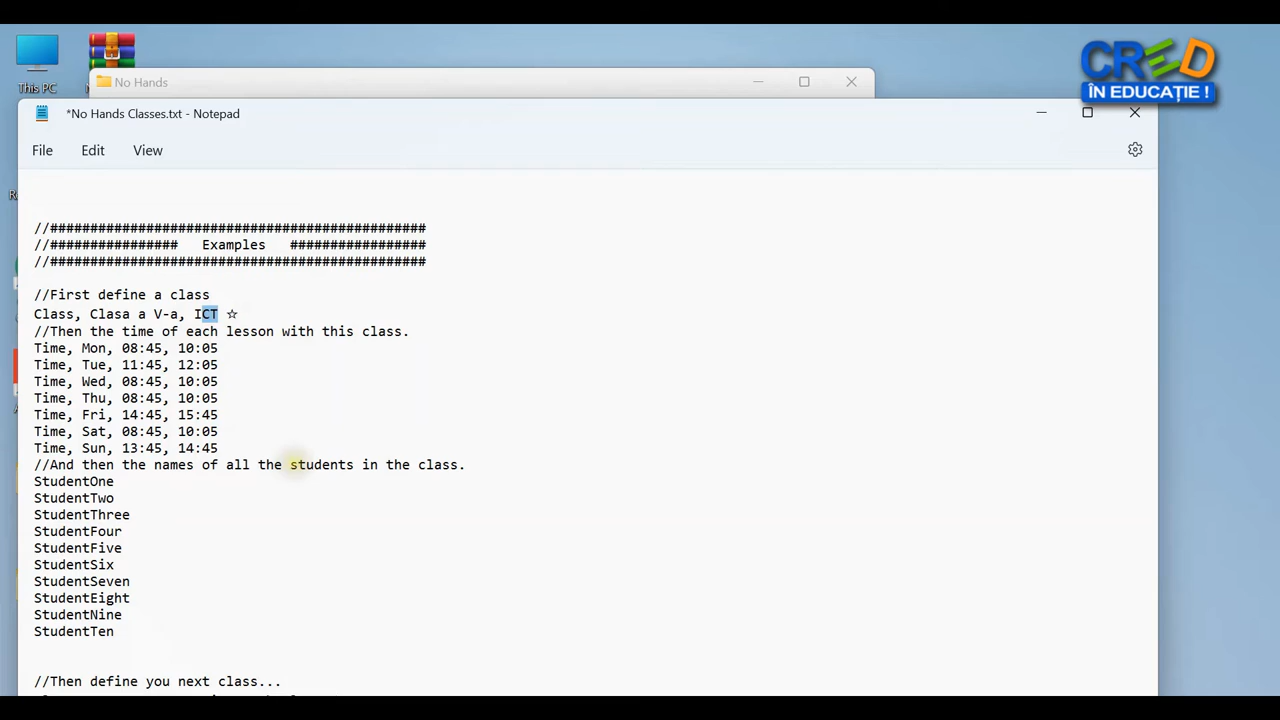 CRED
ÎN EDUCAȚIE !
This PC
No Hands
*No Hands Classes.txt - Notepad
File Edit View
//###############################################
//################ Examples #################
//###############################################
//First define a class
Class, Clasa a V-a, ICT ☆
//Then the time of each lesson with this class.
Time, Mon, 08:45, 10:05
Time, Tue, 11:45, 12:05
Time, Wed, 08:45, 10:05
Time, Thu, 08:45, 10:05
Time, Fri, 14:45, 15:45
Time, Sat, 08:45, 10:05
Time, Sun, 13:45, 14:45
//And then the names of all the students in the class.
StudentOne
StudentTwo
StudentThree
StudentFour
StudentFive
StudentSix
StudentSeven
StudentEight
StudentNine
StudentTen
//Then define you next class...